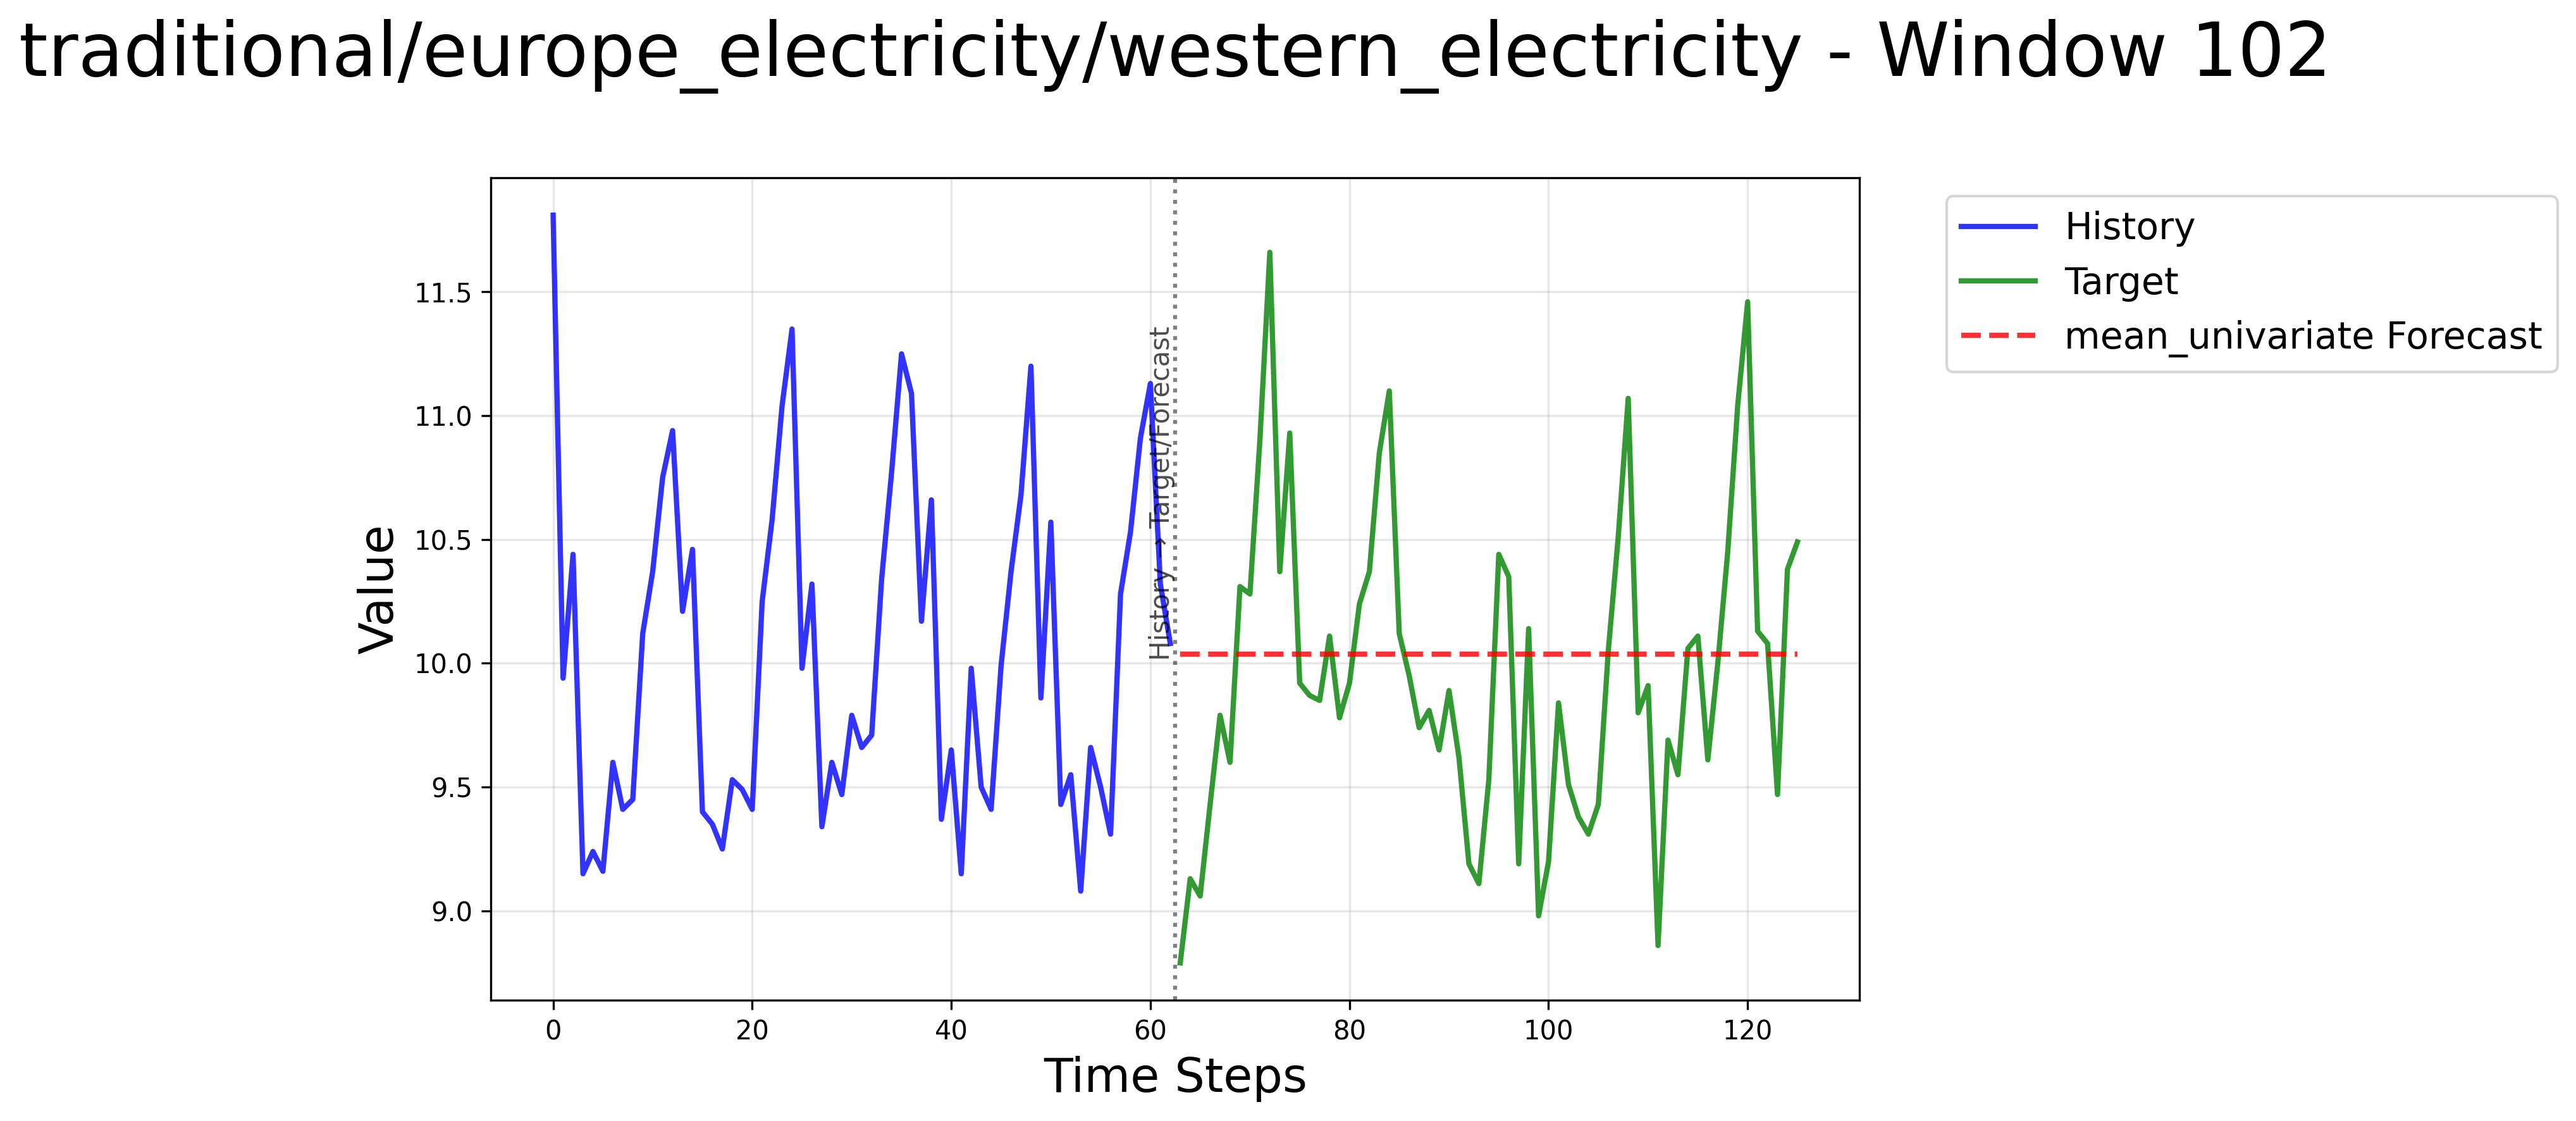 traditional/europe_electricity/western_electricity - Window 102
History
Target
mean_univariate Forecast
Value
11.5
11.0
10.5
10.0
9.5
9.0
History → Target/Forecast
0
20
40
60
80
100
120
Time Steps